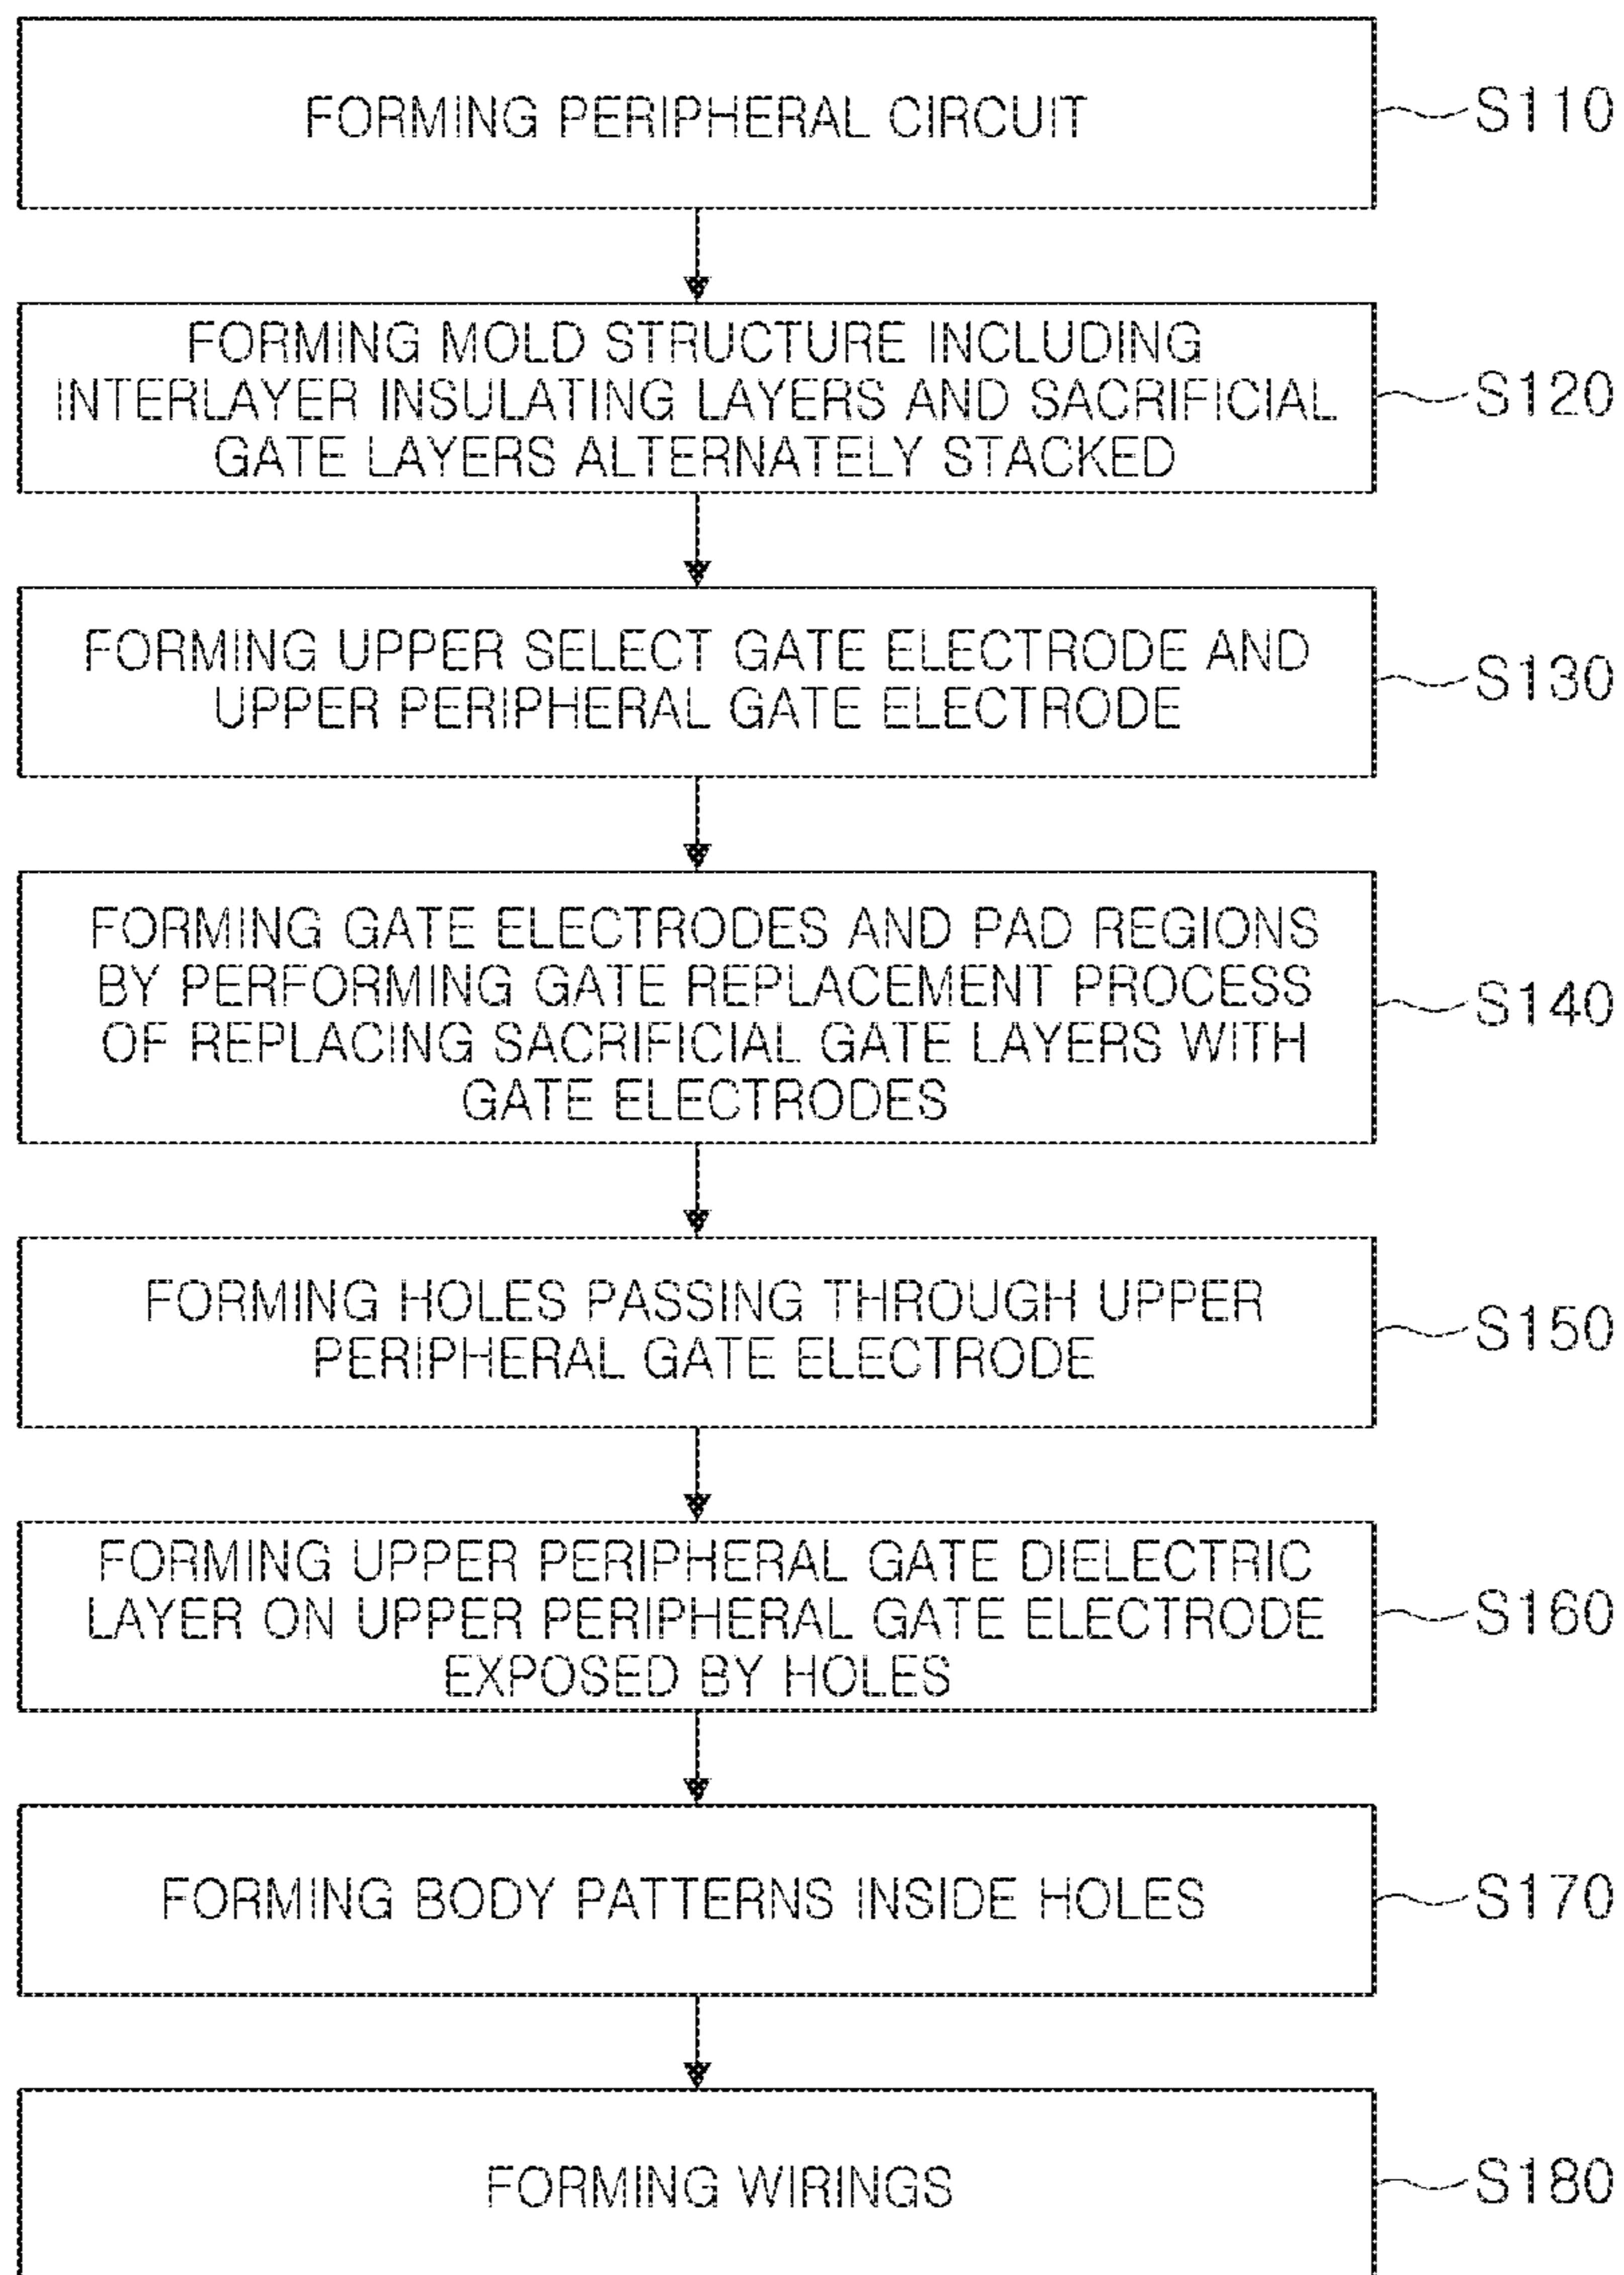 FORMING PERIPHERAL CIRCUIT
S110
FORMING MOLD STRUCTURE INCLUDING
INTERLAYER INSULATING LAYERS AND SACRIFICIAL
GATE LAYERS ALTERNATELY STACKED
S120
FORMING UPPER SELECT GATE ELECTRODE AND
UPPER PERIPHERAL GATE ELECTRODE
S130
FORMING GATE ELECTRODES AND PAD REGIONS
BY PERFORMING GATE REPLACEMENT PROCESS
OF REPLACING SACRIFICIAL GATE LAYERS WITH
GATE ELECTRODES
S140
FORMING HOLES PASSING THROUGH UPPER
PERIPHERAL GATE ELECTRODE
S150
FORMING UPPER PERIPHERAL GATE DIELECTRIC
LAYER ON UPPER PERIPHERAL GATE ELECTRODE
EXPOSED BY HOLES
S160
FORMING BODY PATTERNS INSIDE HOLES
S170
FORMING WIRINGS
S180